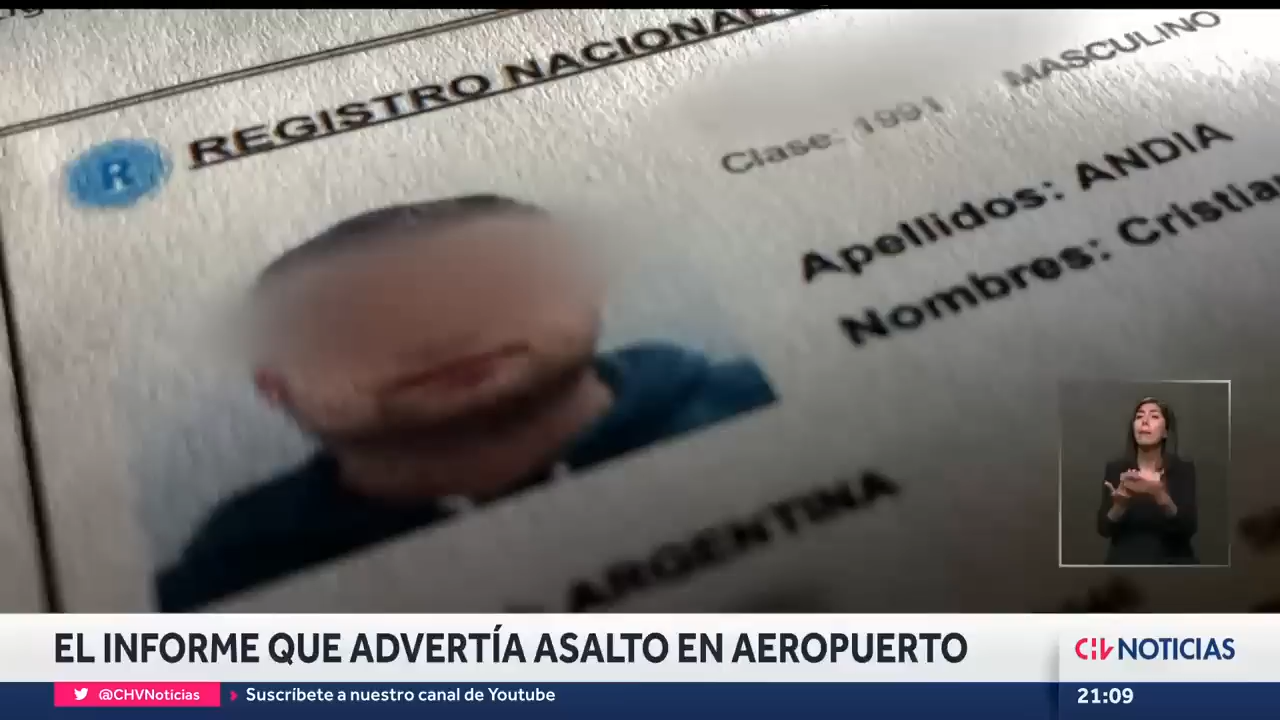 REGISTRO NACIONAL
R
Clase: 1991 MASCULINO
Apellidos: ANDIA
Nombres: Cristian
ARGENTINA
EL INFORME QUE ADVERTÍA ASALTO EN AEROPUERTO
CHV NOTICIAS
@CHVNoticias
Suscríbete a nuestro canal de Youtube
21:09